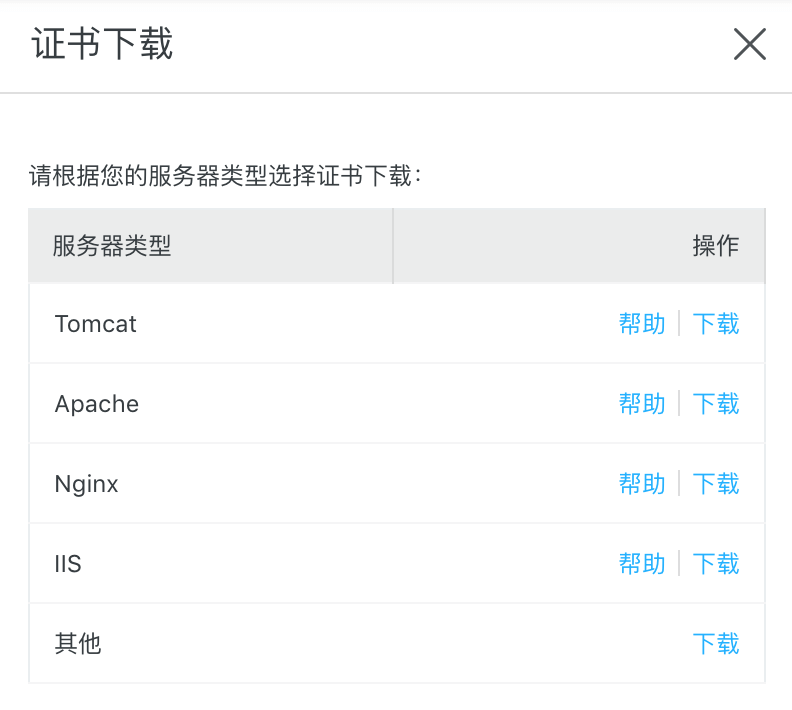 证书下载
请根据您的服务器类型选择证书下载：
服务器类型 操作
Tomcat 帮助 下载
Apache 帮助 下载
Nginx 帮助 下载
IIS 帮助 下载
其他 下载